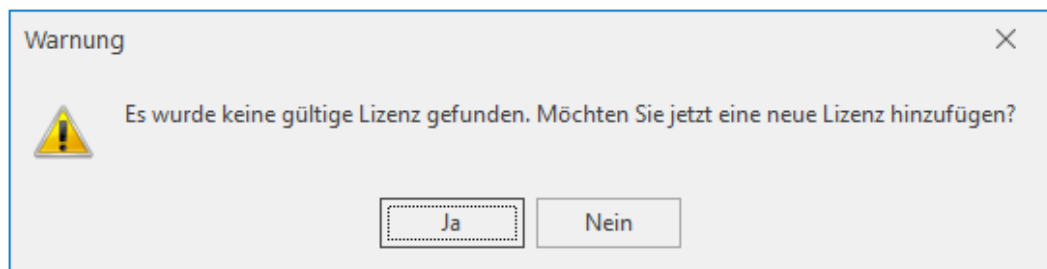 Warnung
Es wurde keine gültige Lizenz gefunden. Möchten Sie jetzt eine neue Lizenz hinzufügen?
Ja
Nein